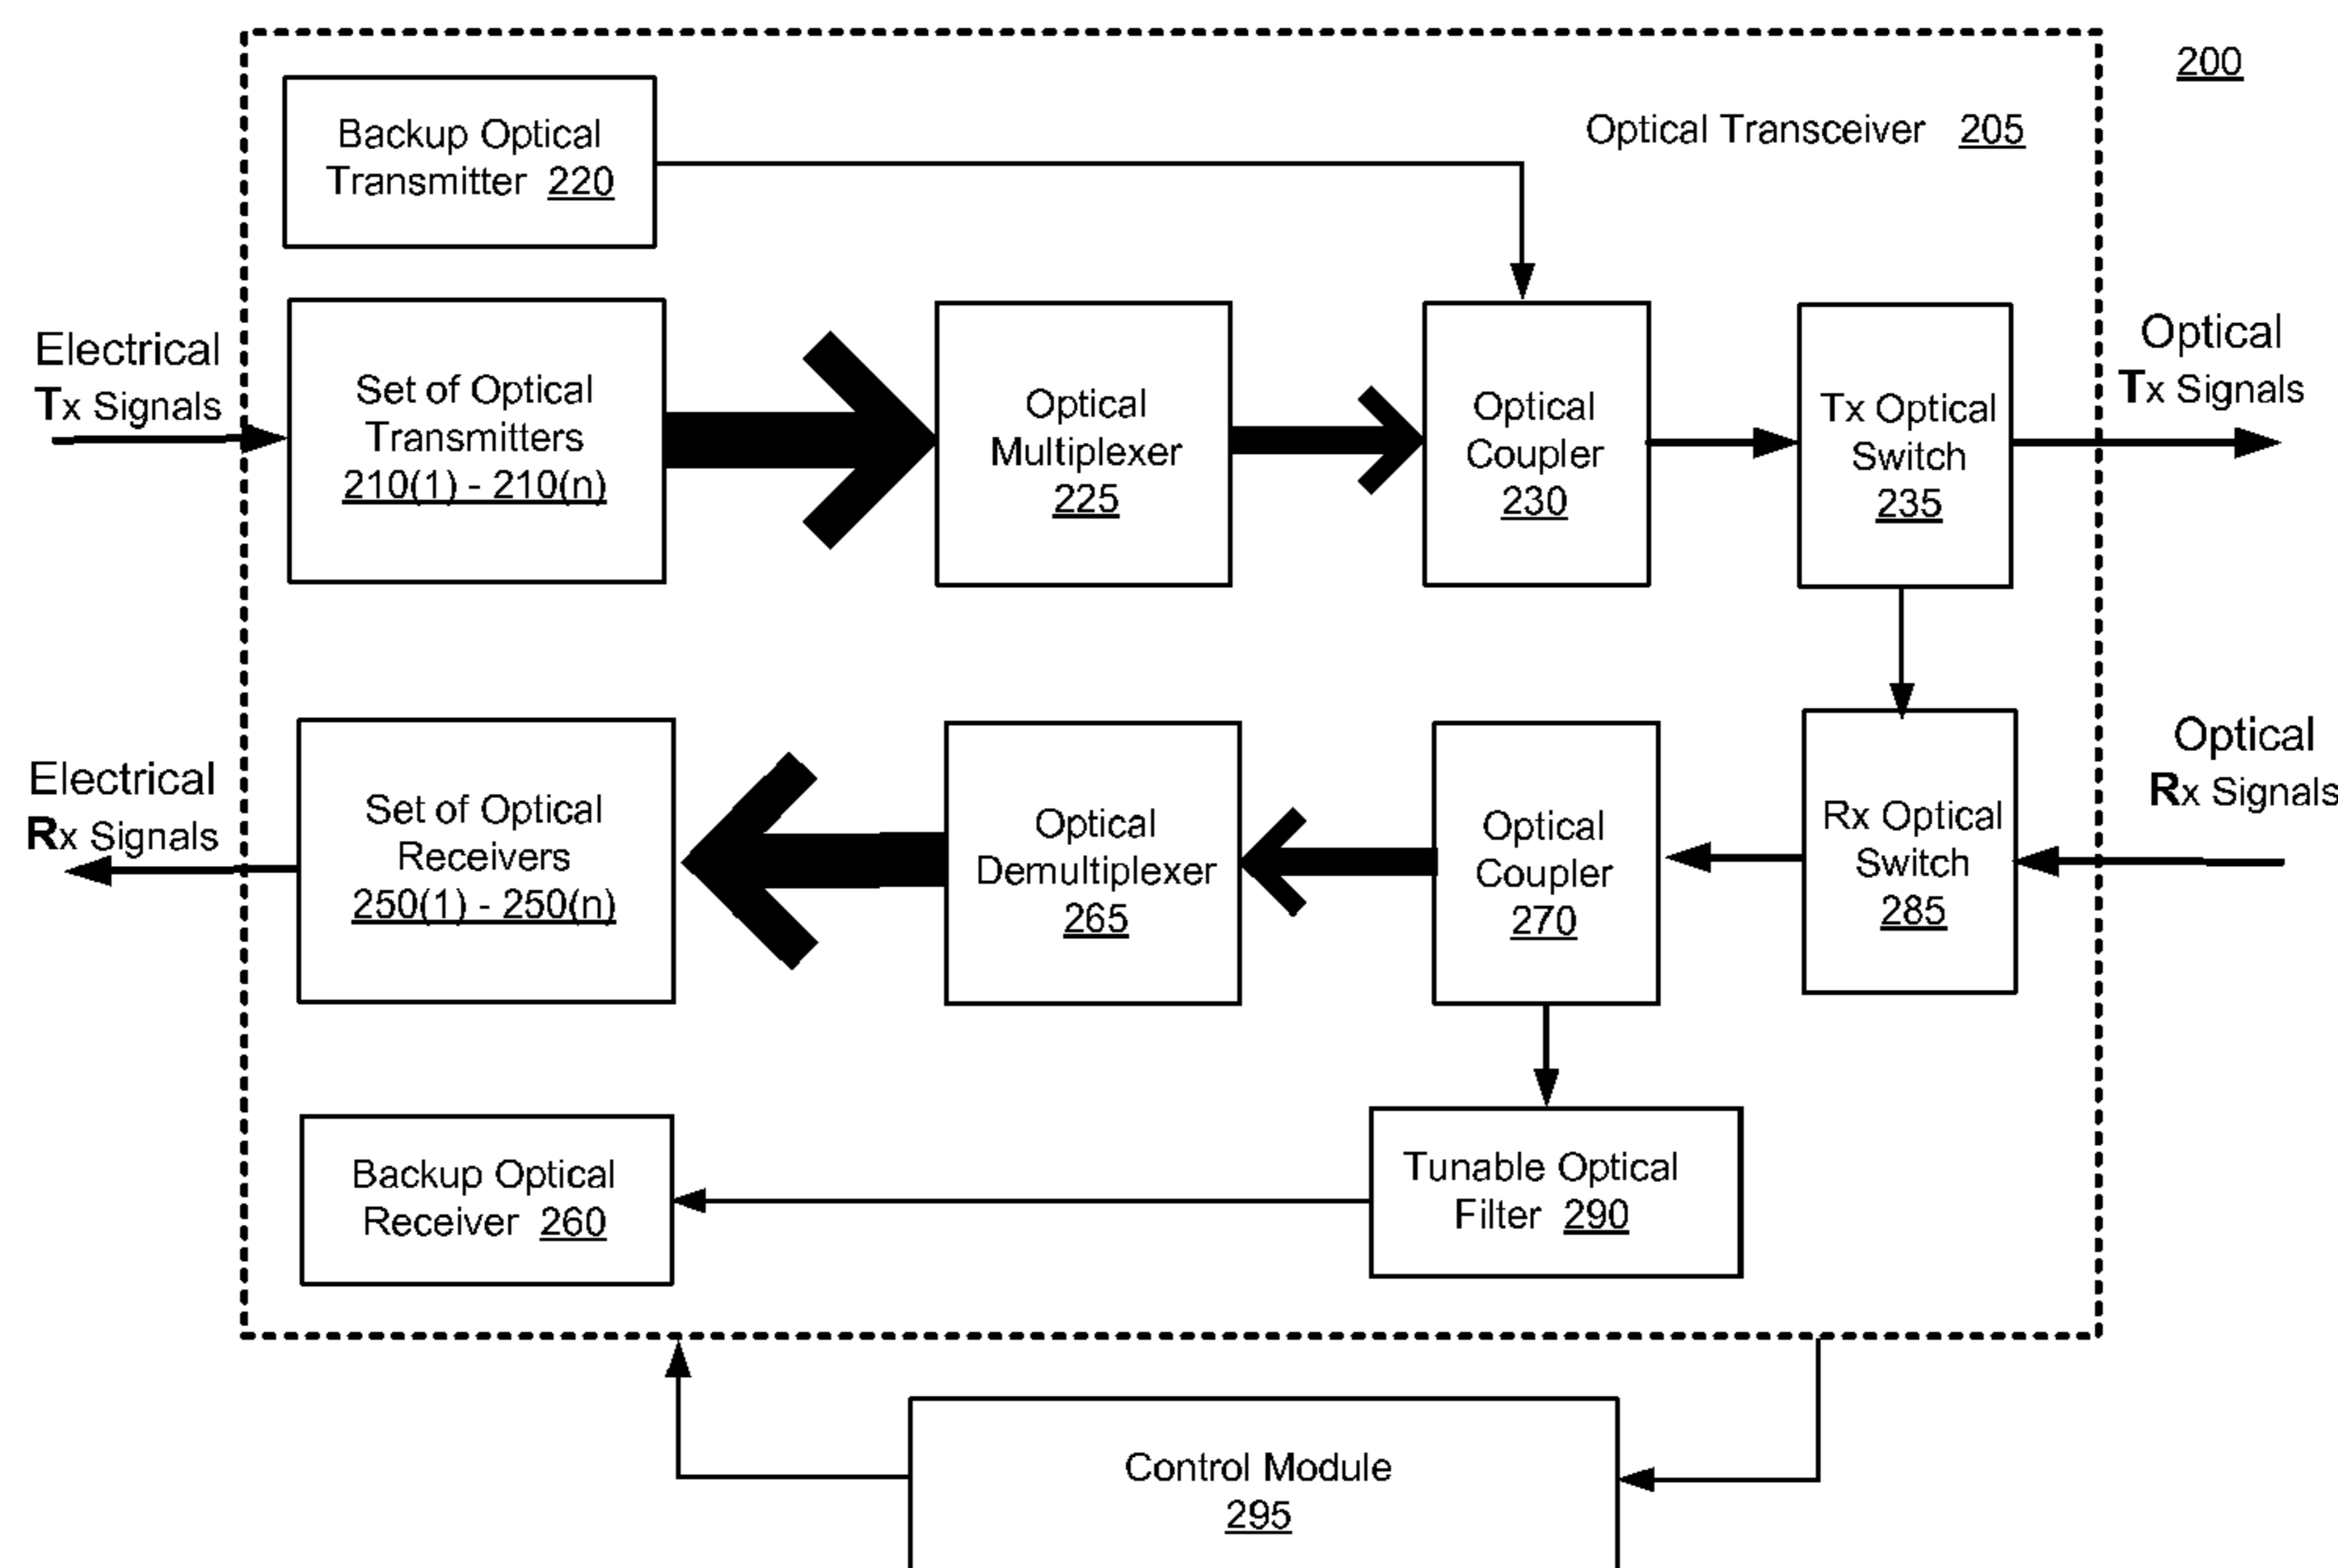 200
Backup Optical
Transmitter 220
Optical Transceiver 205
Electrical
Tx Signals
Set of Optical
Transmitters
210(1) - 210(n)
Optical
Multiplexer
225
Optical
Coupler
230
Tx Optical
Switch
235
Optical
Tx Signals
Electrical
Rx Signals
Set of Optical
Receivers
250(1) - 250(n)
Optical
Demultiplexer
265
Optical
Coupler
270
Rx Optical
Switch
285
Optical
Rx Signals
Backup Optical
Receiver 260
Tunable Optical
Filter 290
Control Module
295